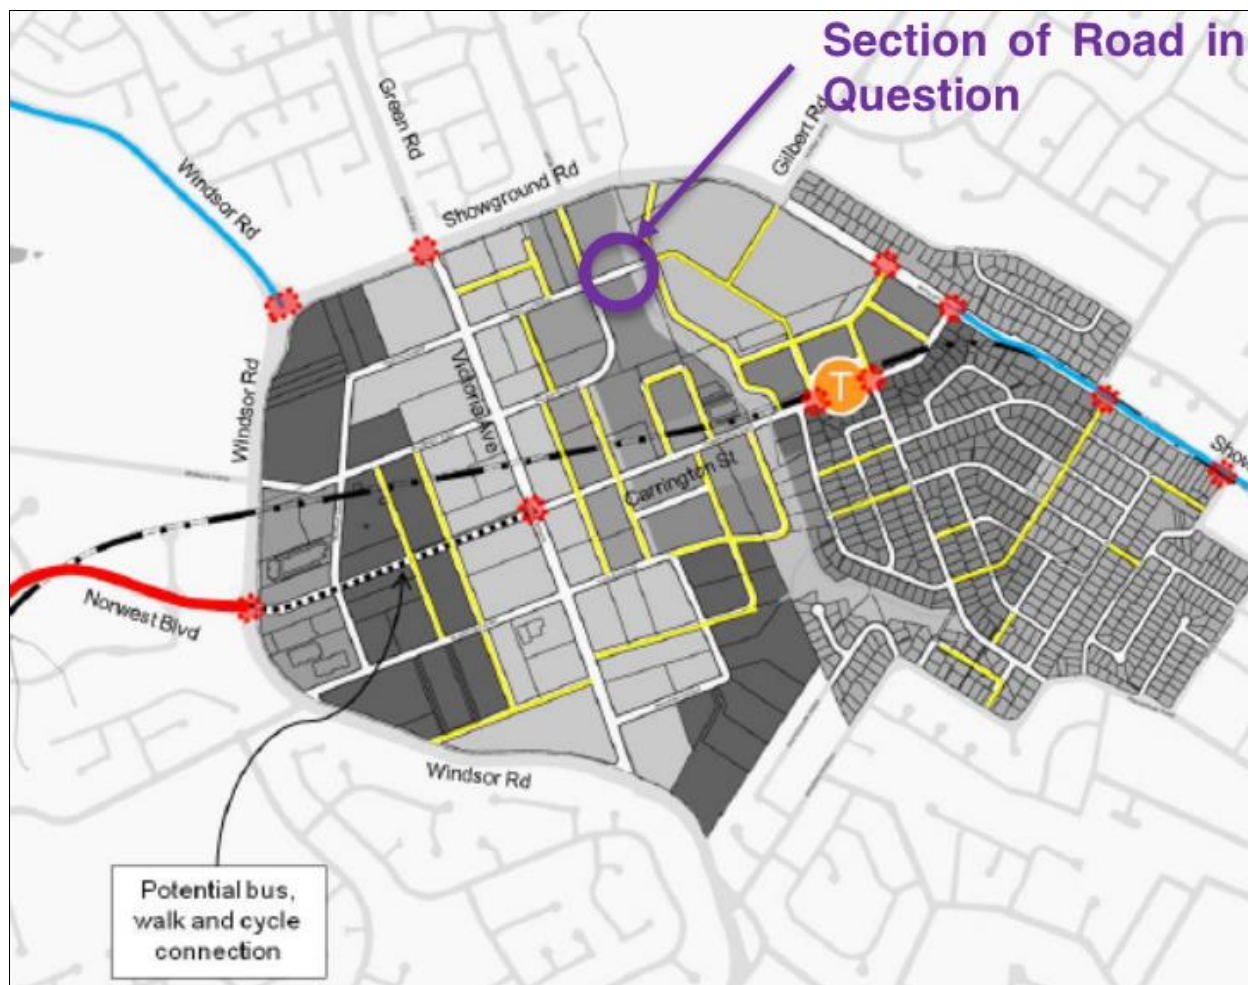 Section of Road in
Question
Green Rd
Gilbert Rd
Windsor Rd
Showground Rd
Windsor Rd
Victoria Ave
T
Carrington St
Show
Norwest Blvd
Windsor Rd
Potential bus,
walk and cycle
connection